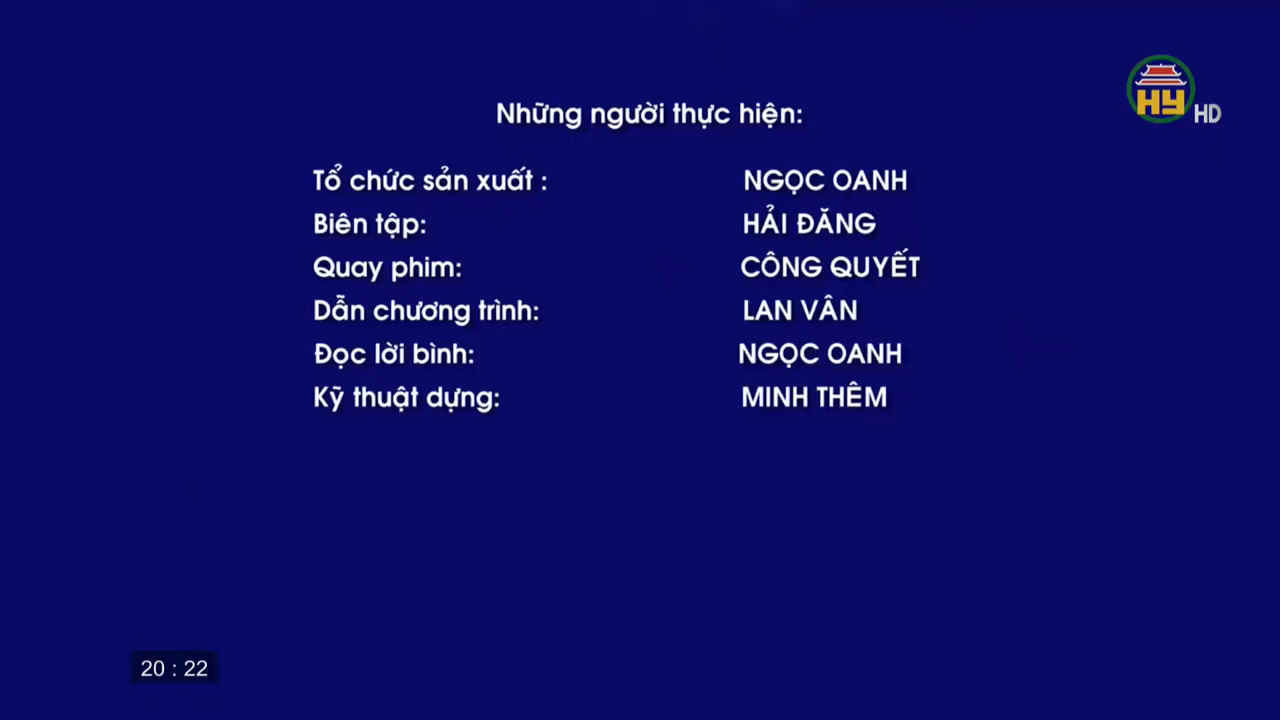 HY HD
Những người thực hiện:
Tổ chức sản xuất : NGỌC OANH
Biên tập: HẢI ĐĂNG
Quay phim: CÔNG QUYẾT
Dẫn chương trình: LAN VÂN
Đọc lời bình: NGỌC OANH
Kỹ thuật dựng: MINH THÊM
20 : 22